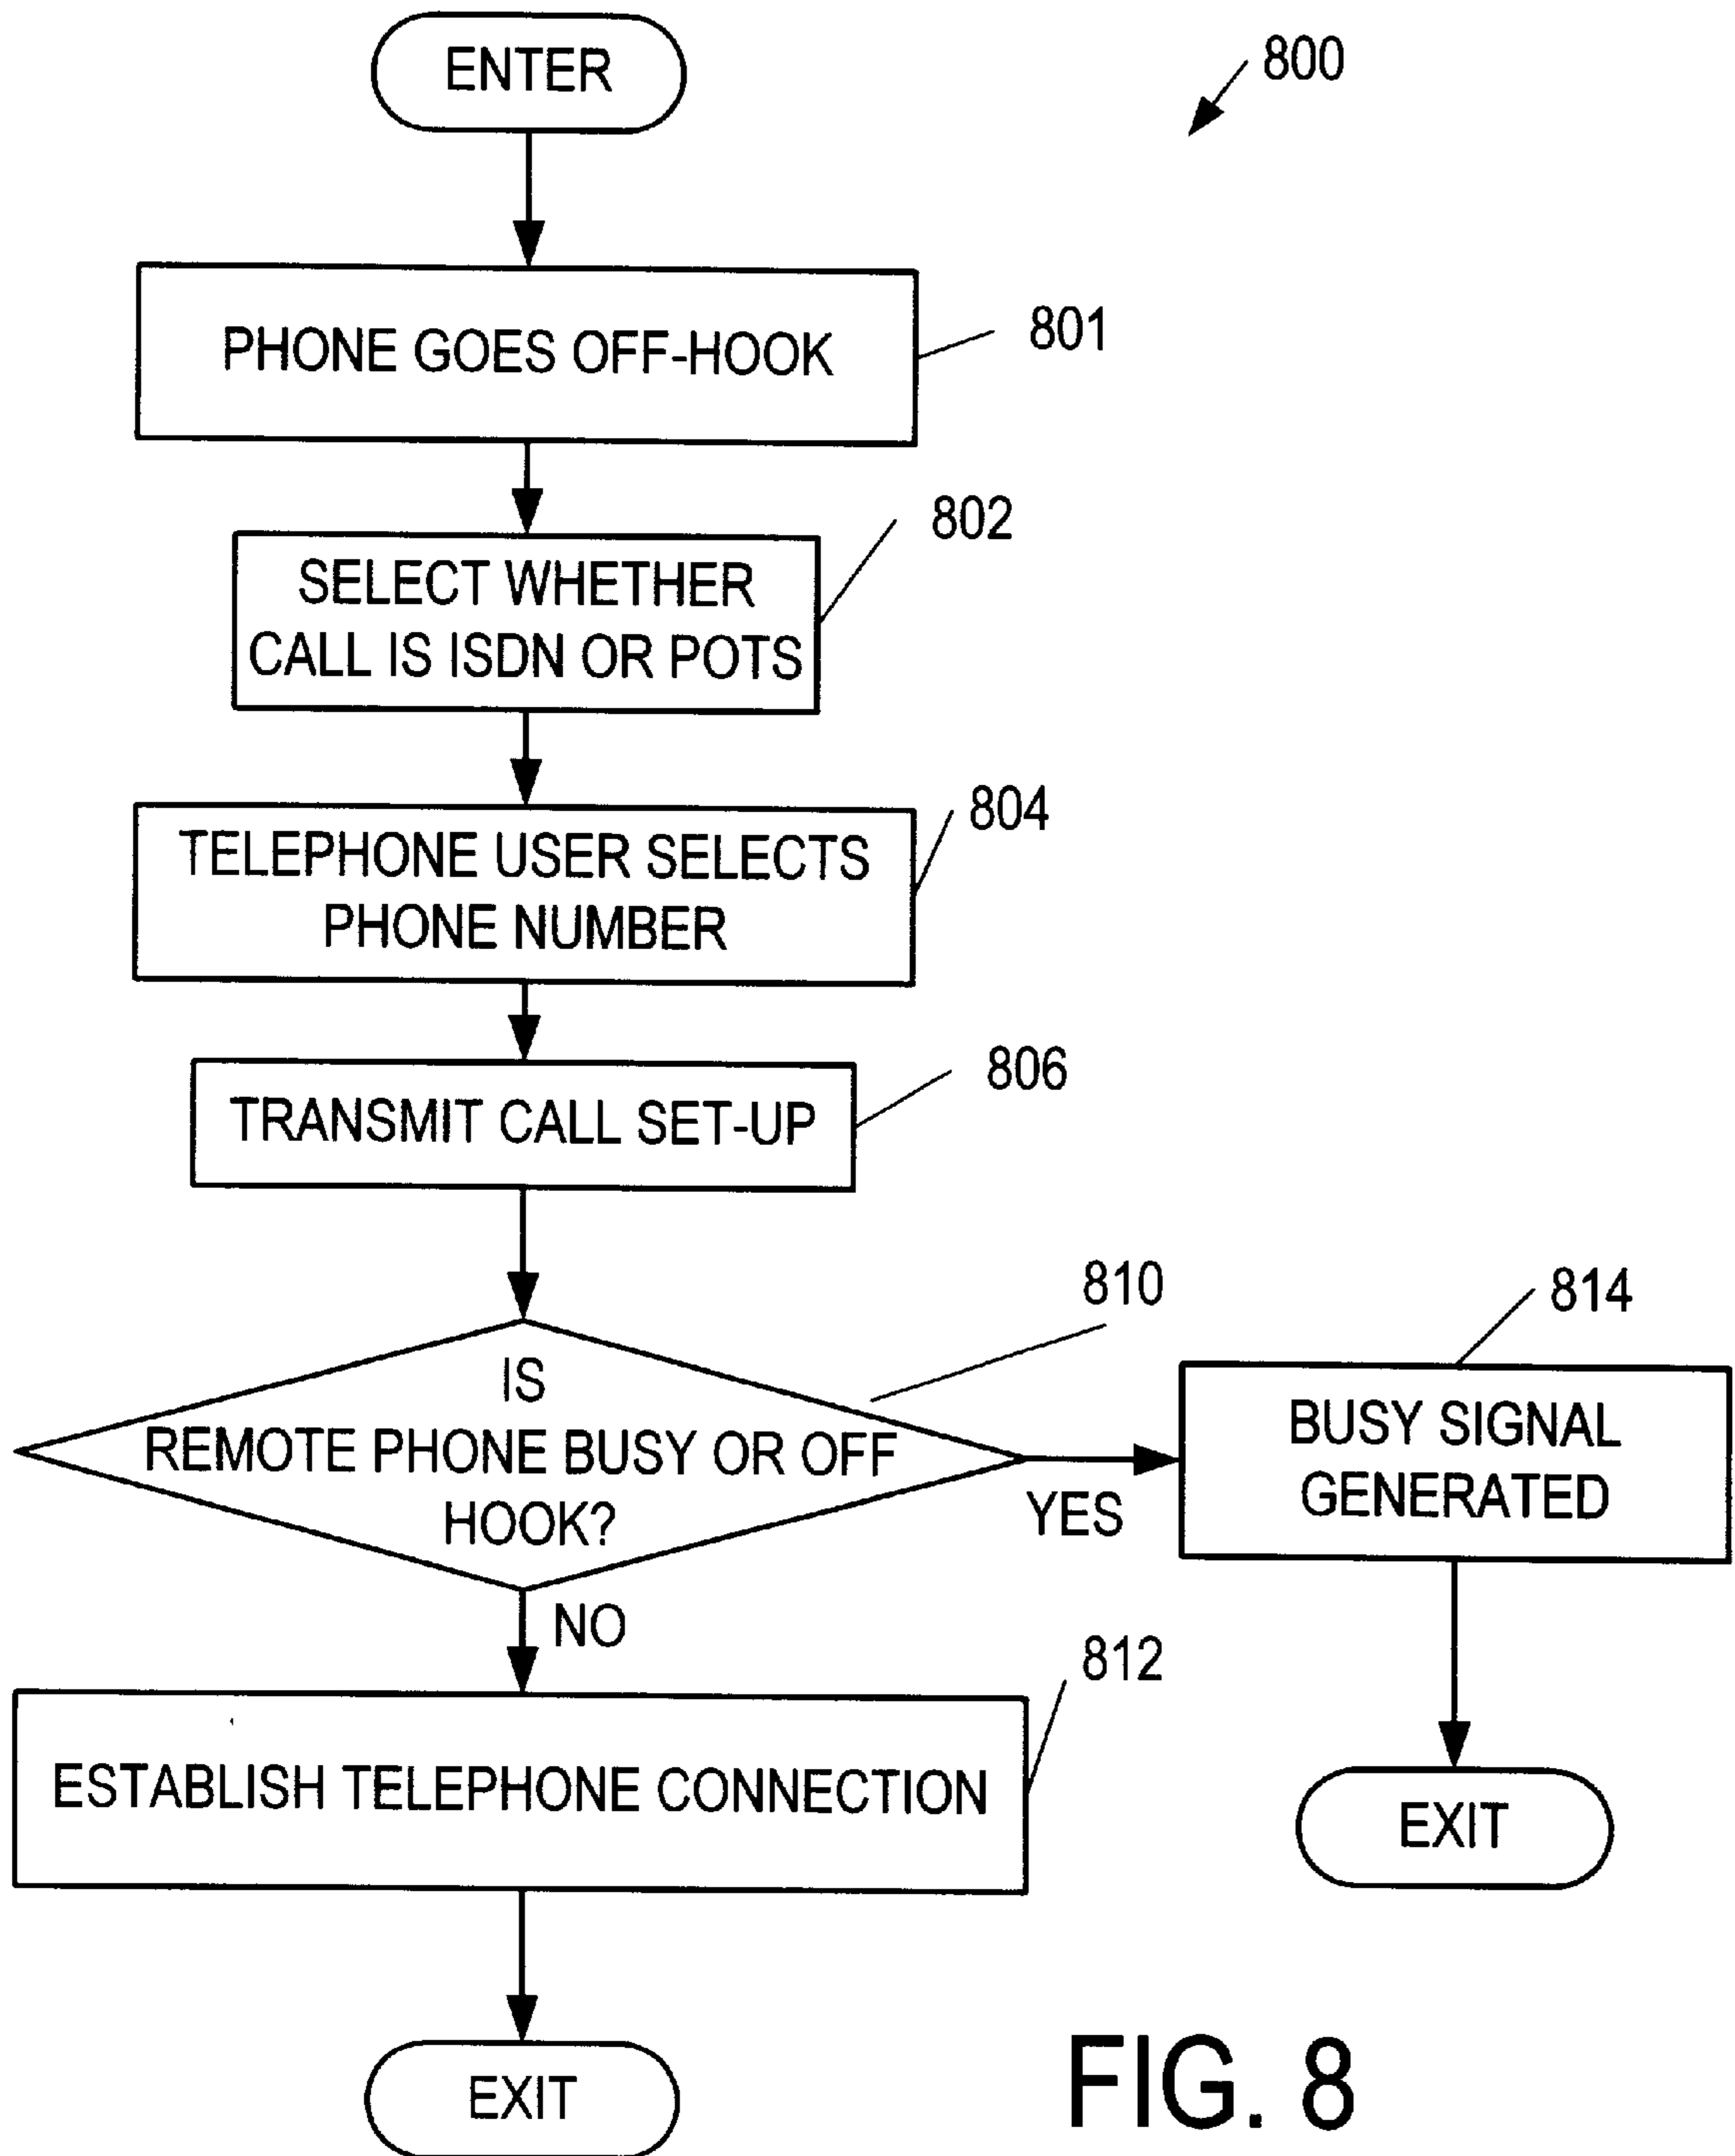 ENTER
800
PHONE GOES OFF-HOOK
801
802
SELECT WHETHER
CALL IS ISDN OR POTS
804
TELEPHONE USER SELECTS
PHONE NUMBER
806
TRANSMIT CALL SET-UP
810
814
IS
REMOTE PHONE BUSY OR OFF
HOOK?
YES
BUSY SIGNAL
GENERATED
NO
812
ESTABLISH TELEPHONE CONNECTION
EXIT
EXIT
FIG. 8